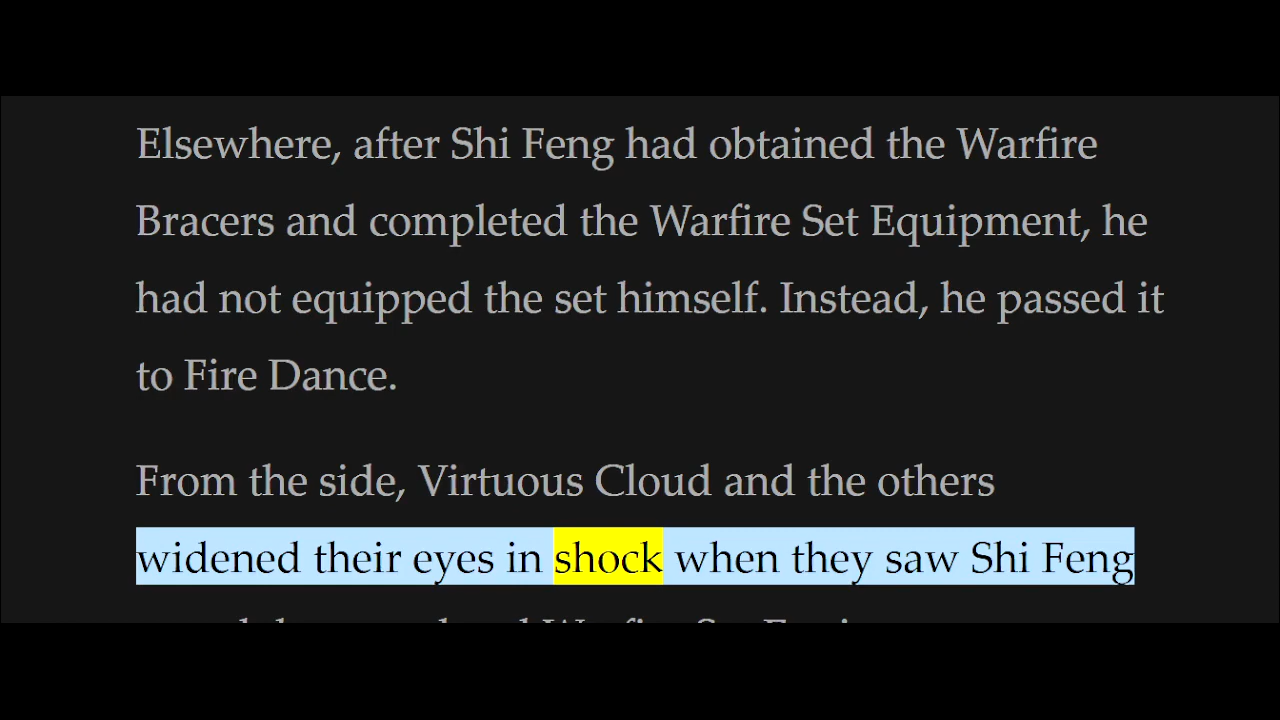 Elsewhere, after Shi Feng had obtained the Warfire
Bracers and completed the Warfire Set Equipment, he
had not equipped the set himself. Instead, he passed it
to Fire Dance.
From the side, Virtuous Cloud and the others
widened their eyes in shock when they saw Shi Feng
Warfire Set